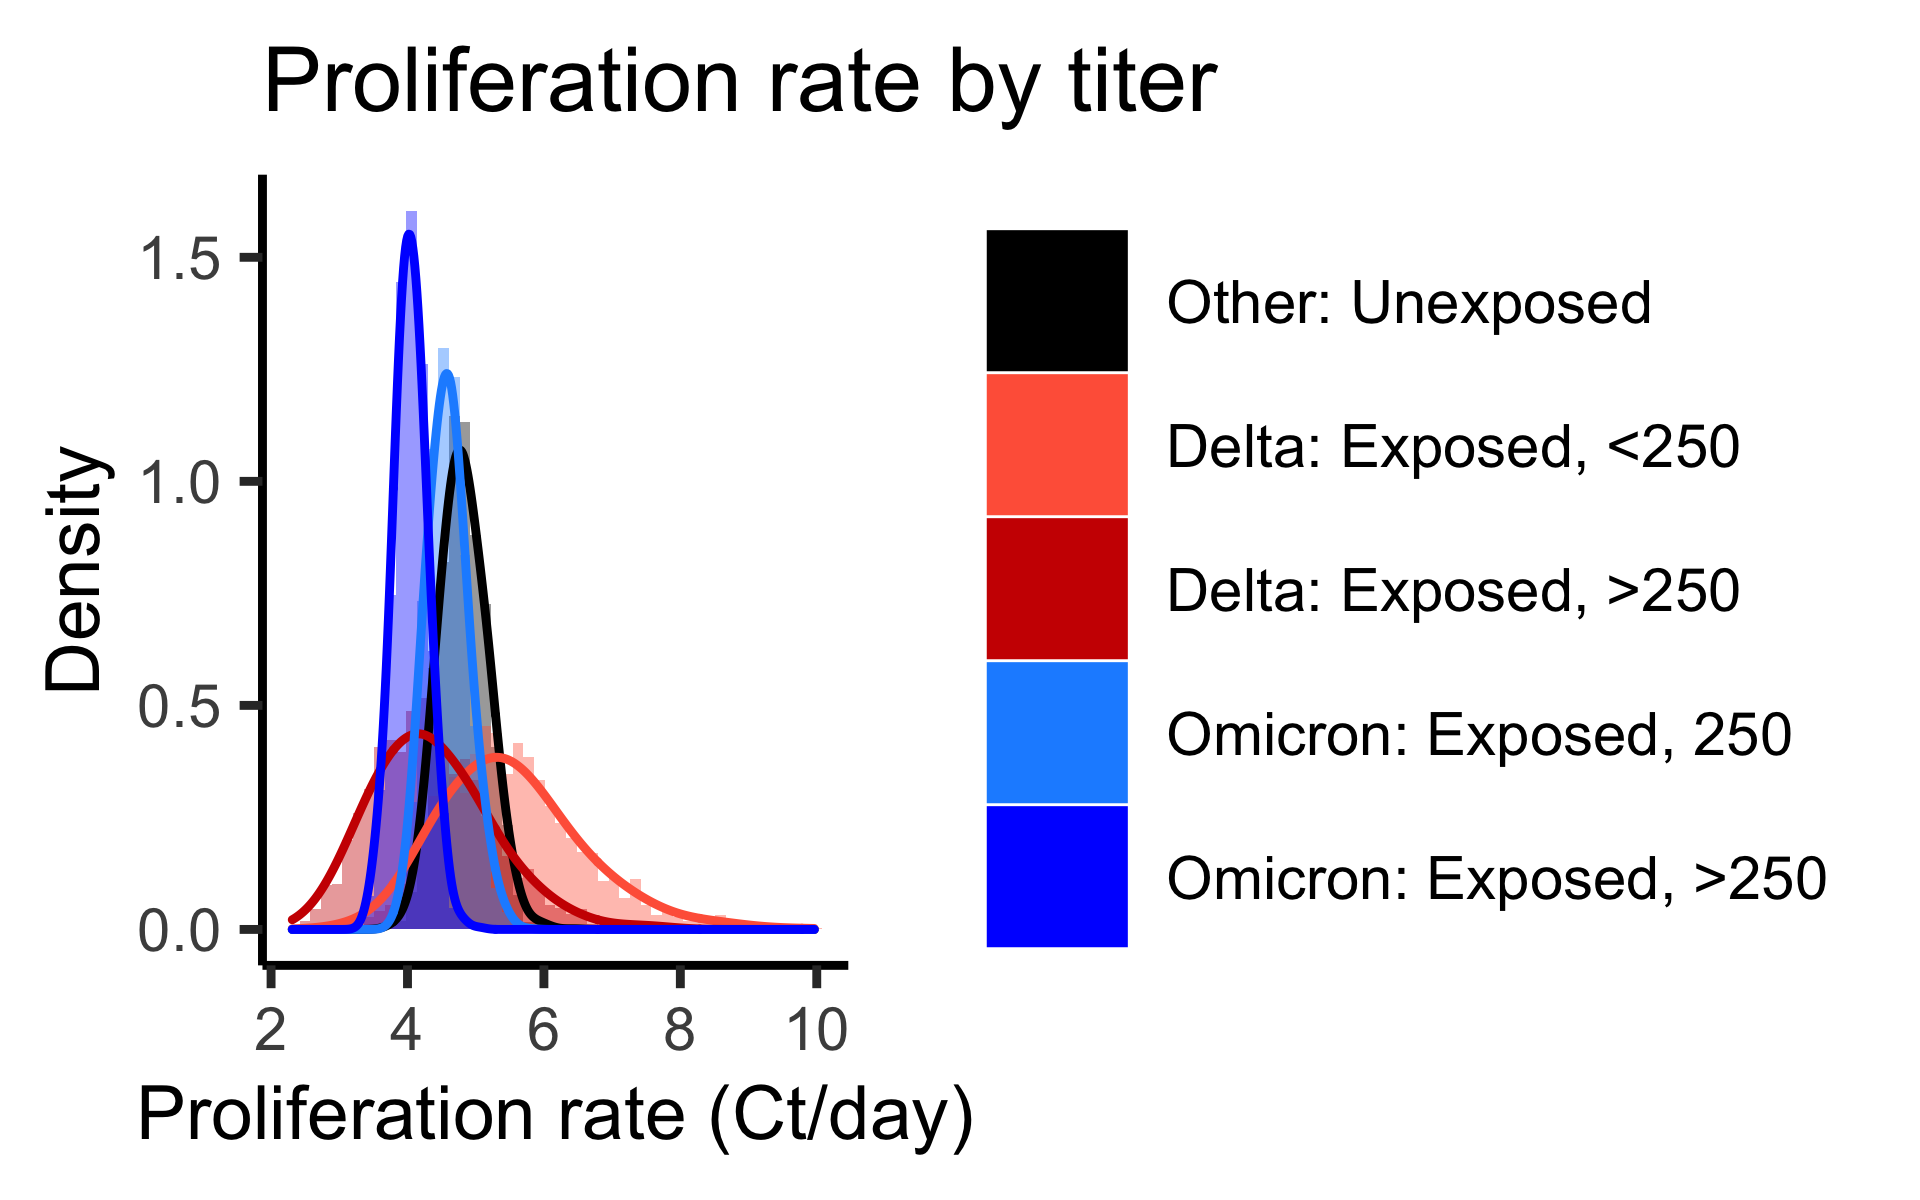 Proliferation rate by titer
Density
1.5
1.0
0.5
0.0
2 4 6 8 10
Proliferation rate (Ct/day)
Other: Unexposed
Delta: Exposed, <250
Delta: Exposed, >250
Omicron: Exposed, 250
Omicron: Exposed, >250